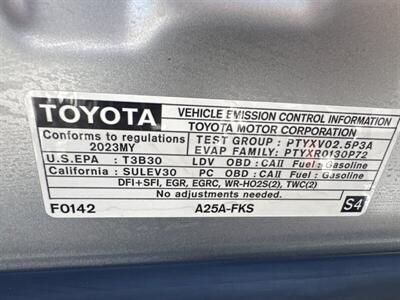 TOYOTA
VEHICLE EMISSION CONTROL INFORMATION
TOYOTA MOTOR CORPORATION
Conforms to regulations
2023MY
TEST GROUP : PTYXV02.5P3A
EVAP FAMILY: PTYXR0130P72
U.S.EPA : T3B30 LDV OBD : CAII Fuel : Gasoline
California : SULEV30 PC OBD : CAII Fuel : Gasoline
DFI+SFI, EGR, EGRC, WR-HO2S(2), TWC(2)
No adjustments needed.
F0142 A25A-FKS S4